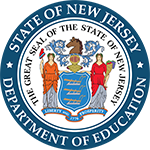 STATE OF NEW JERSEY
THE GREAT SEAL OF THE STATE OF NEW JERSEY
LIBERTY AND PROSPERITY
1776
DEPARTMENT OF EDUCATION